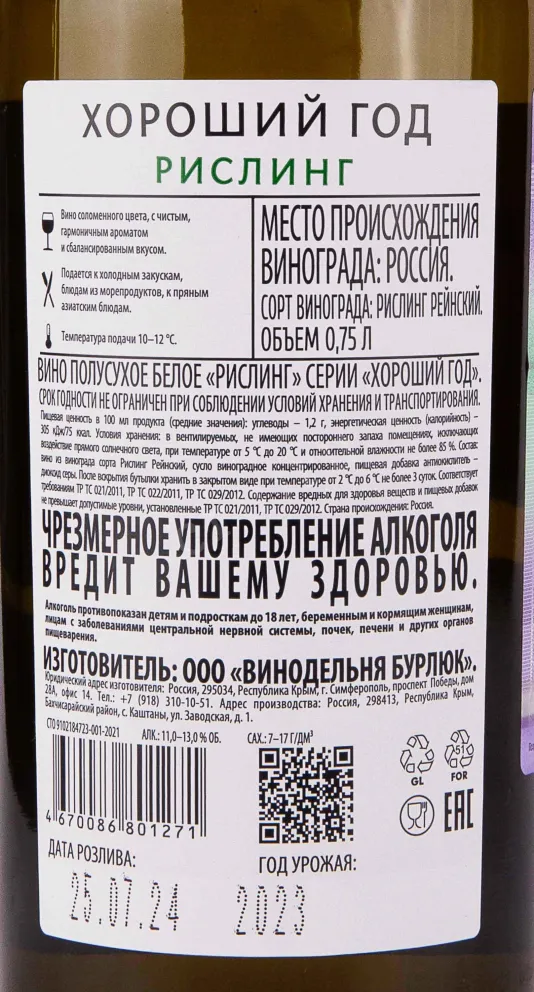 ХОРОШИЙ ГОД
РИСЛИНГ
Вино соломенного цвета, с чистым,
гармоничным ароматом
и сбалансированным вкусом.
Подается к холодным закускам,
блюдам из морепродуктов, к пряным
азиатским блюдам.
Температура подачи 10–12 °C.
МЕСТО ПРОИСХОЖДЕНИЯ
ВИНОГРАДА: РОССИЯ.
СОРТ ВИНОГРАДА: РИСЛИНГ РЕЙНСКИЙ.
ОБЪЕМ 0,75 Л
ВИНО ПОЛУСУХОЕ БЕЛОЕ «РИСЛИНГ» СЕРИИ «ХОРОШИЙ ГОД».
СРОК ГОДНОСТИ НЕ ОГРАНИЧЕН ПРИ СОБЛЮДЕНИИ УСЛОВИЙ ХРАНЕНИЯ И ТРАНСПОРТИРОВАНИЯ.
Пищевая ценность в 100 мл продукта (средние значения): углеводы – 1,2 г, энергетическая ценность (калорийность) –
305 кДж/75 ккал. Условия хранения: в вентилируемых, не имеющих постороннего запаха помещениях, исключающих
воздействие прямого солнечного света, при температуре от 5 °C до 20 °C и относительной влажности не более 85 %. Состав:
вино из винограда сорта Рислинг Рейнский, сусло виноградное концентрированное, пищевая добавка антиокислитель –
диоксид серы. После вскрытия бутылки хранить в закрытом виде при температуре от 2 °C до 6 °C не более 3 суток. Соответствует
требованиям ТР ТС 021/2011, ТР ТС 022/2011, ТР ТС 029/2012. Содержание вредных для здоровья веществ и пищевых добавок
не превышает допустимые уровни, установленные ТР ТС 021/2011, ТР ТС 029/2012. Страна происхождения: Россия.
ЧРЕЗМЕРНОЕ УПОТРЕБЛЕНИЕ АЛКОГОЛЯ
ВРЕДИТ ВАШЕМУ ЗДОРОВЬЮ.
Алкоголь противопоказан детям и подросткам до 18 лет, беременным и кормящим женщинам,
лицам с заболеваниями центральной нервной системы, почек, печени и других органов
пищеварения.
ИЗГОТОВИТЕЛЬ: ООО «ВИНОДЕЛЬНЯ БУРЛЮК».
Юридический адрес изготовителя: Россия, 295034, Республика Крым, г. Симферополь, проспект Победы, дом
28А, офис 14. Тел.: +7 (918) 310-10-51. Адрес производства: Россия, 298413, Республика Крым,
Бахчисарайский район, с. Каштаны, ул. Заводская, д. 1.
СТО 9102184723-001-2021 АЛК.: 11,0–13,0 % ОБ. САХ.: 7–17 Г/ДМ³
51
GL FOR
EAC
4 670086 801271
ДАТА РОЗЛИВА: ГОД УРОЖАЯ:
25.07.24 2023